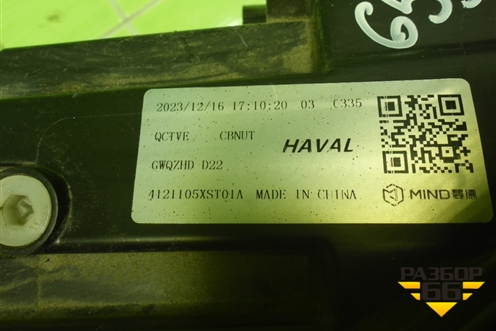 2023/12/16 17:10:20 03 C335
QCTVE CBNUT HAVAL
GWQZHD D22
4121105XST01A MADE IN CHINA MIND
РАЗБОР
66